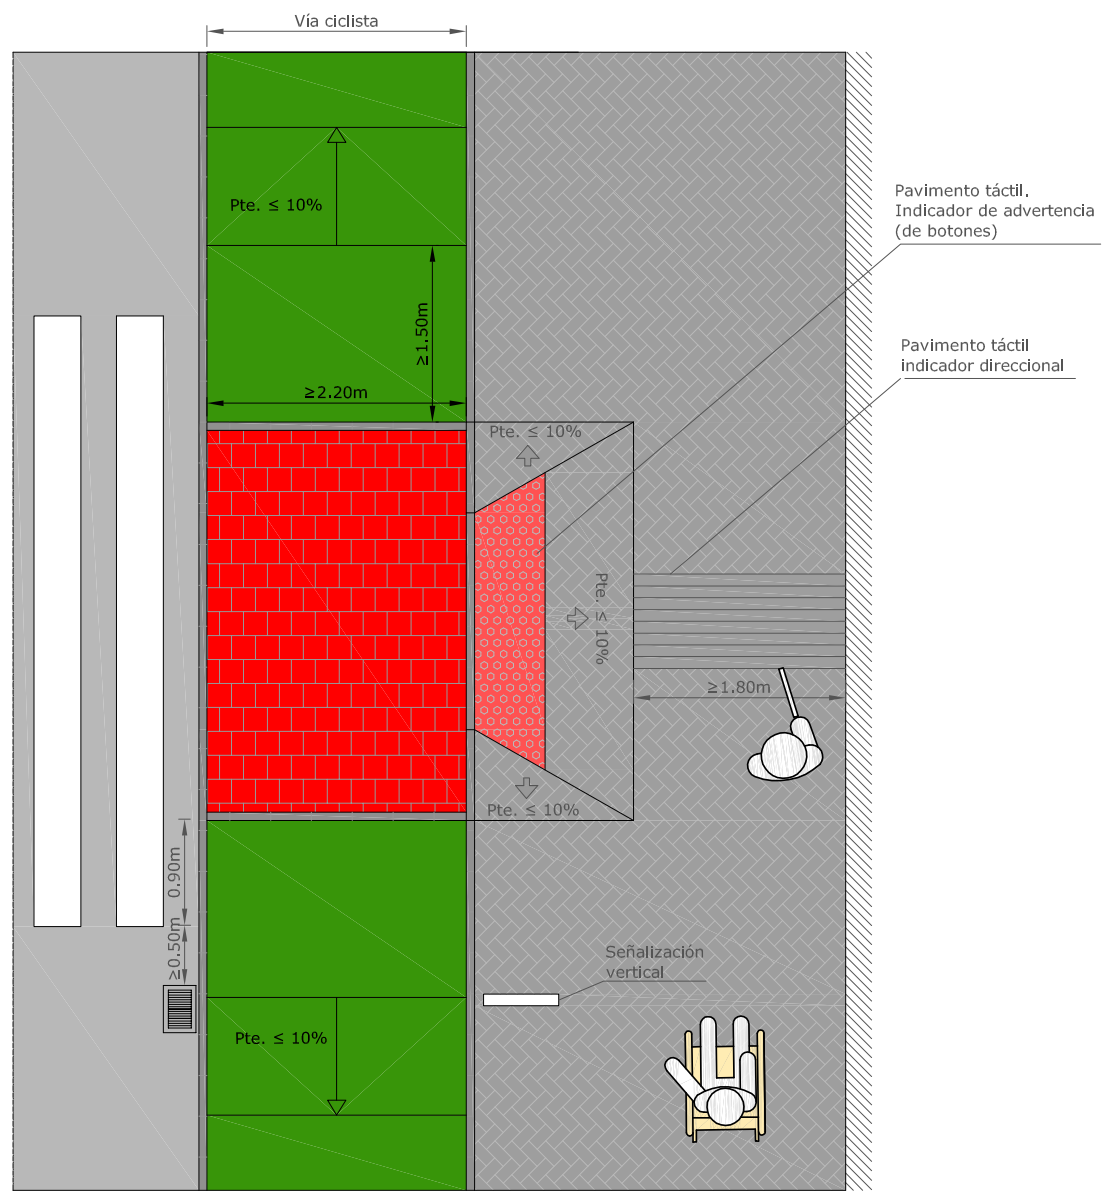 Vía ciclista
Pavimento táctil.
Indicador de advertencia
(de botones)
Pte. ≤ 10%
≥1.50m
Pavimento táctil
indicador direccional
≥2.20m
Pte. ≤ 10%
Pte. ≤ 10%
≥1.80m
Pte. ≤ 10%
0.90m
≥0.50m
Señalización
vertical
Pte. ≤ 10%